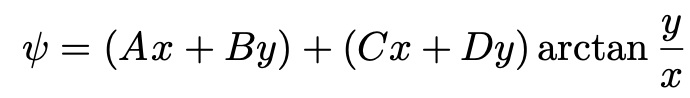 ψ = (Ax + By) + (Cx + Dy) arctan y/x